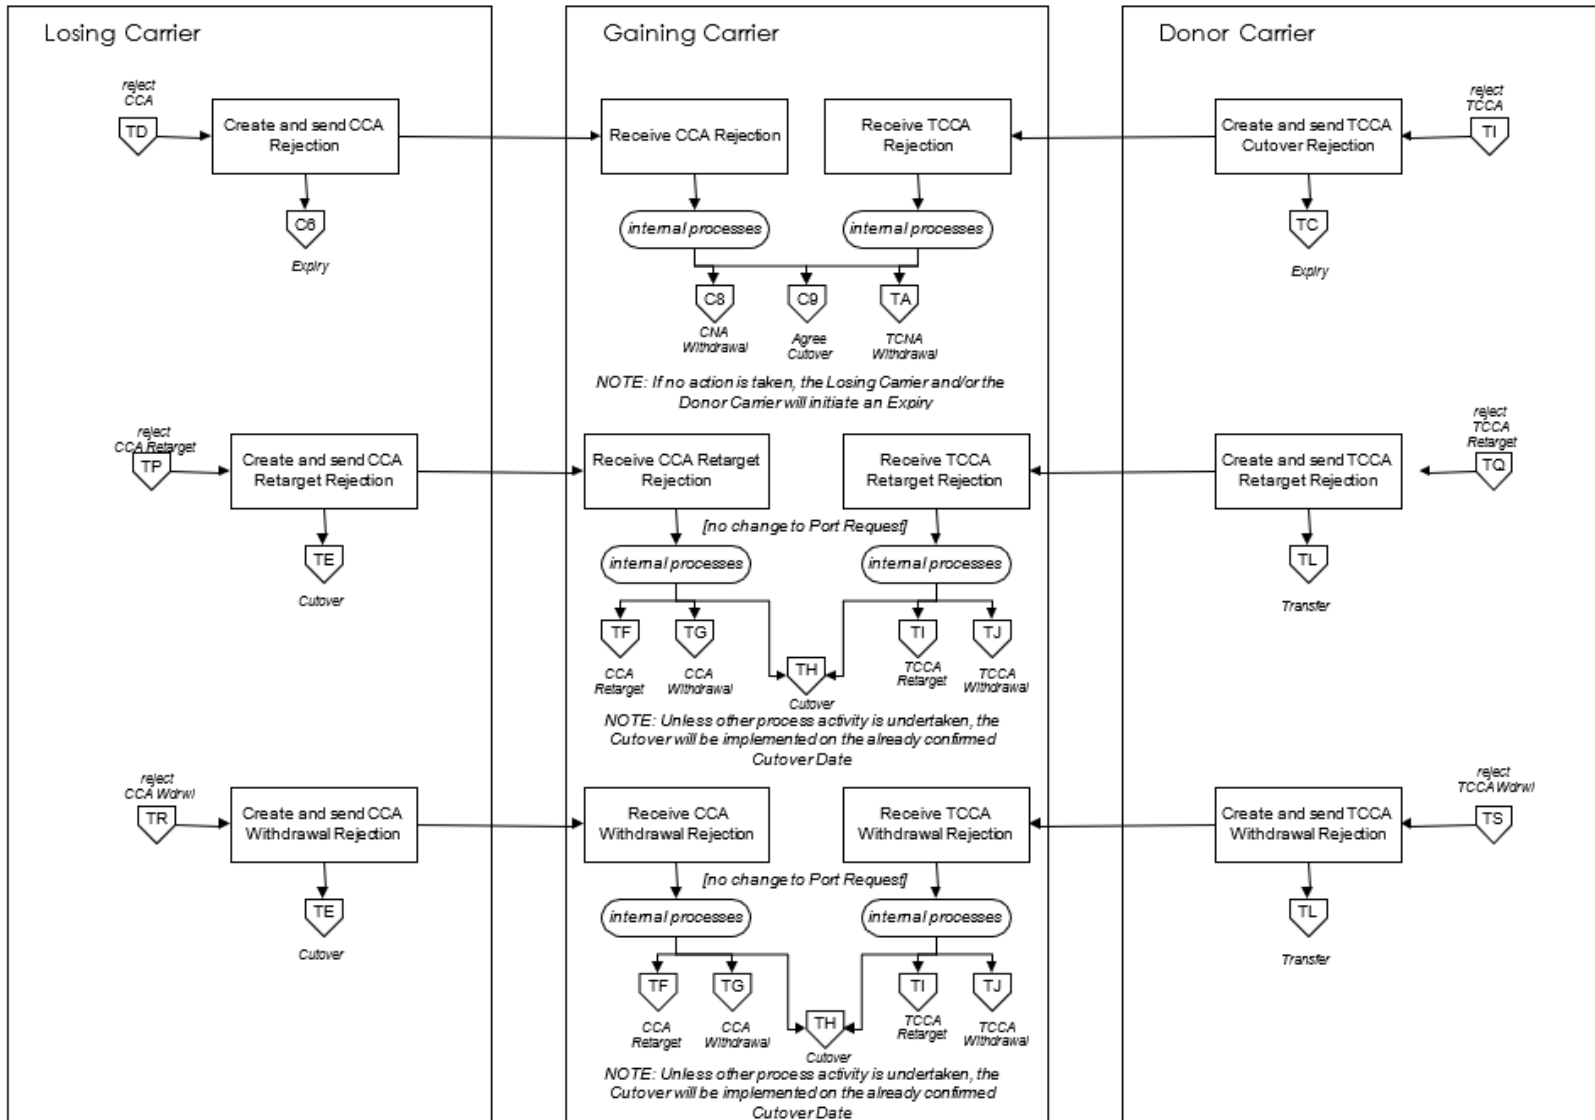 Losing Carrier
Gaining Carrier
Donor Carrier
reject
CCA
TD
Create and send CCA
Rejection
Receive CCA Rejection
Receive TCCA
Rejection
Create and send TCCA
Cutover Rejection
reject
TCCA
TI
C6
Expiry
internal processes
internal processes
TC
Expiry
C8
C9
TA
CNA
Withdrawal
Agree
Cutover
TCNA
Withdrawal
NOTE: If no action is taken, the Losing Carrier and/or the
Donor Carrier will initiate an Expiry
reject
CCA Retarget
TP
Create and send CCA
Retarget Rejection
Receive CCA Retarget
Rejection
Receive TCCA
Retarget Rejection
Create and send TCCA
Retarget Rejection
reject
TCCA
Retarget
TQ
[no change to Port Request]
TE
Cutover
internal processes
internal processes
TL
Transfer
TF
TG
TI
TJ
CCA
Retarget
CCA
Withdrawal
TH
Cutover
TCCA
Retarget
TCCA
Withdrawal
NOTE: Unless other process activity is undertaken, the
Cutover will be implemented on the already confirmed
Cutover Date
reject
CCA Wdrwl
TR
Create and send CCA
Withdrawal Rejection
Receive CCA
Withdrawal Rejection
Receive TCCA
Withdrawal Rejection
Create and send TCCA
Withdrawal Rejection
reject
TCCA Wdrwl
TS
[no change to Port Request]
TE
Cutover
internal processes
internal processes
TL
Transfer
TF
TG
TI
TJ
CCA
Retarget
CCA
Withdrawal
TH
Cutover
TCCA
Retarget
TCCA
Withdrawal
NOTE: Unless other process activity is undertaken, the
Cutover will be implemented on the already confirmed
Cutover Date